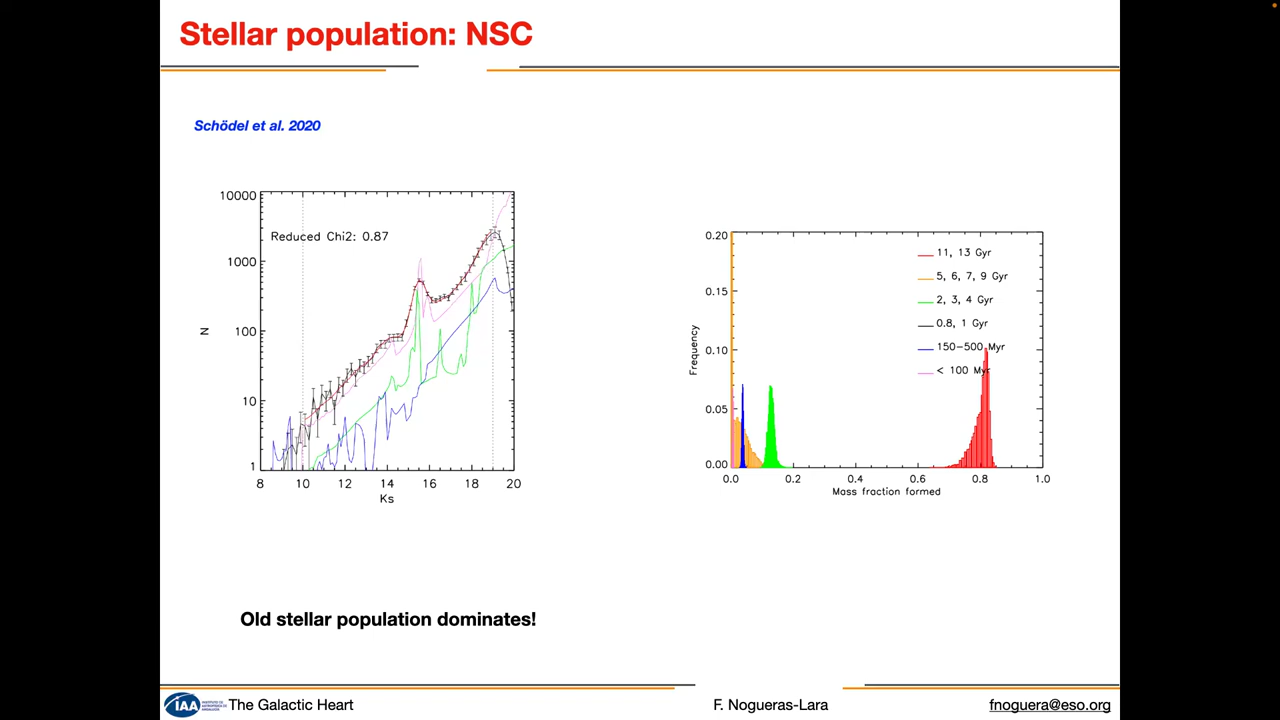 Stellar population: NSC
Schödel et al. 2020
10000
1000
100
10
1
Reduced Chi2: 0.87
N
8 10 12 14 16 18 20
Ks
0.20
0.15
0.10
0.05
0.00
Frequency
11, 13 Gyr
5, 6, 7, 9 Gyr
2, 3, 4 Gyr
0.8, 1 Gyr
150-500 Myr
< 100 Myr
0.0 0.2 0.4 0.6 0.8 1.0
Mass fraction formed
Old stellar population dominates!
IAA
The Galactic Heart
F. Nogueras-Lara
fnoguera@eso.org